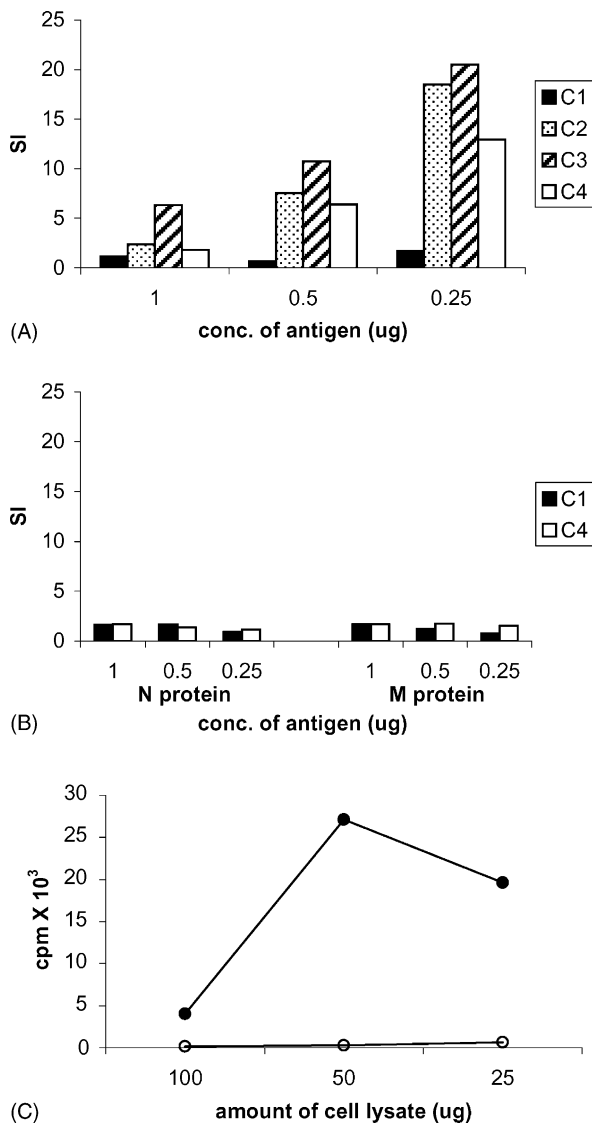 25
20
15
10
5
0
SI
1 0.5 0.25
conc. of antigen (ug)
C1
C2
C3
C4
(A)
25
20
15
10
5
0
SI
1 0.5 0.25 1 0.5 0.25
N protein M protein
conc. of antigen (ug)
C1
C4
(B)
30
25
20
15
10
5
0
cpm X 10³
100 50 25
amount of cell lysate (ug)
(C)